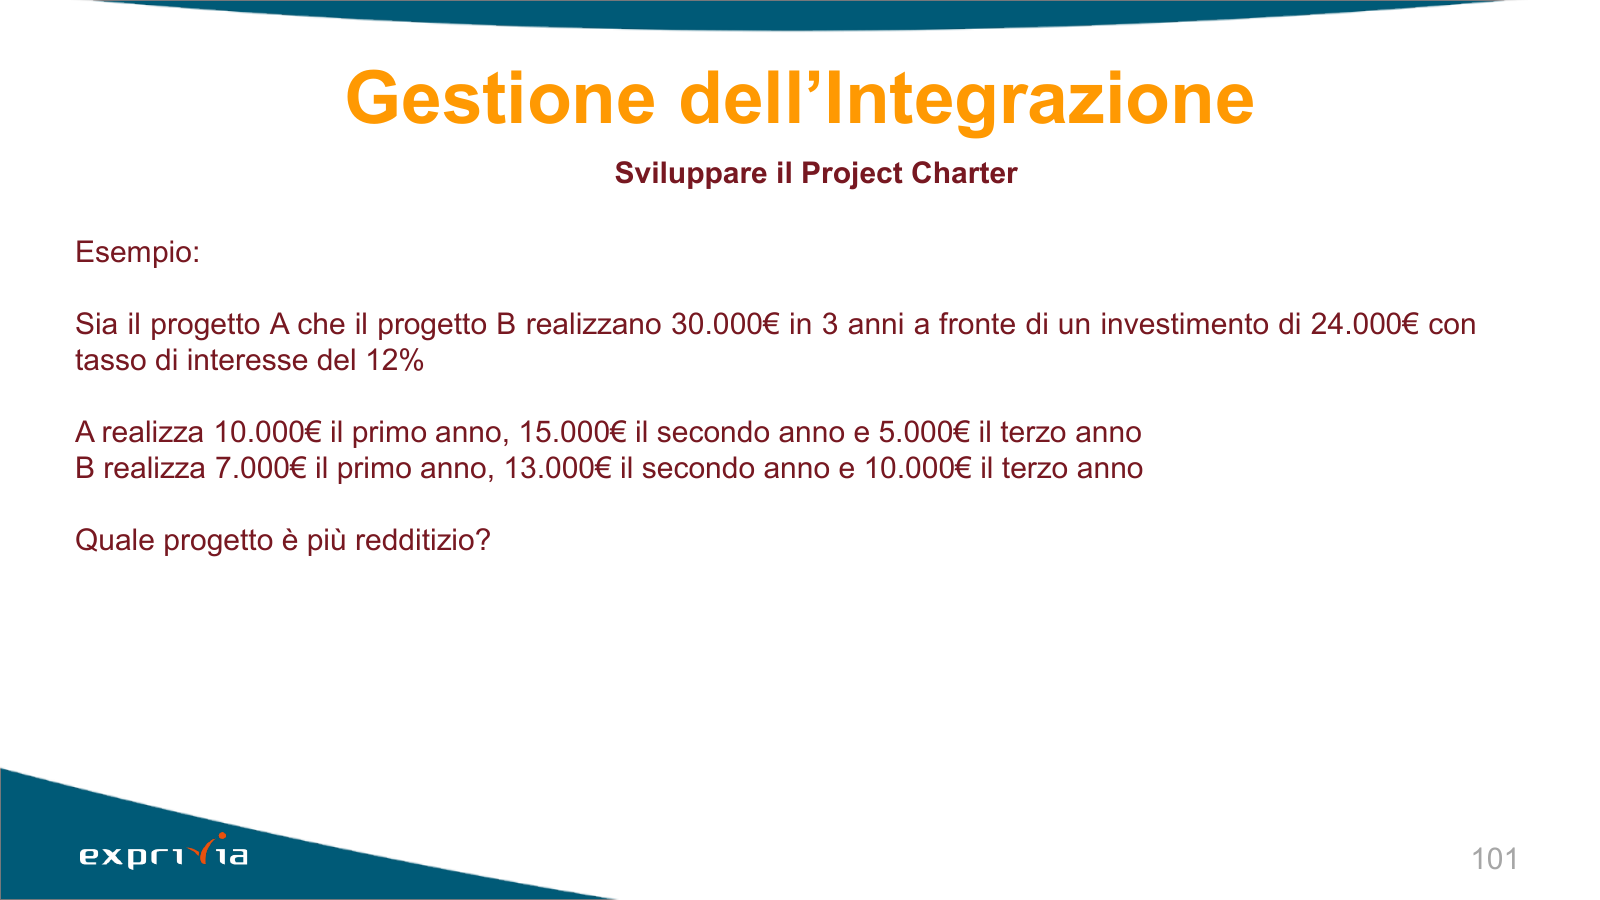 Gestione dell’Integrazione
Sviluppare il Project Charter
Esempio:
Sia il progetto A che il progetto B realizzano 30.000€ in 3 anni a fronte di un investimento di 24.000€ con
tasso di interesse del 12%
A realizza 10.000€ il primo anno, 15.000€ il secondo anno e 5.000€ il terzo anno
B realizza 7.000€ il primo anno, 13.000€ il secondo anno e 10.000€ il terzo anno
Quale progetto è più redditizio?
exprivia
101